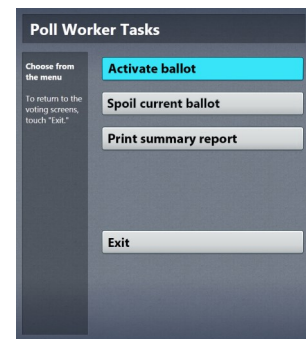 Poll Worker Tasks
Choose from
the menu
To return to the
voting screens,
touch "Exit."
Activate ballot
Spoil current ballot
Print summary report
Exit